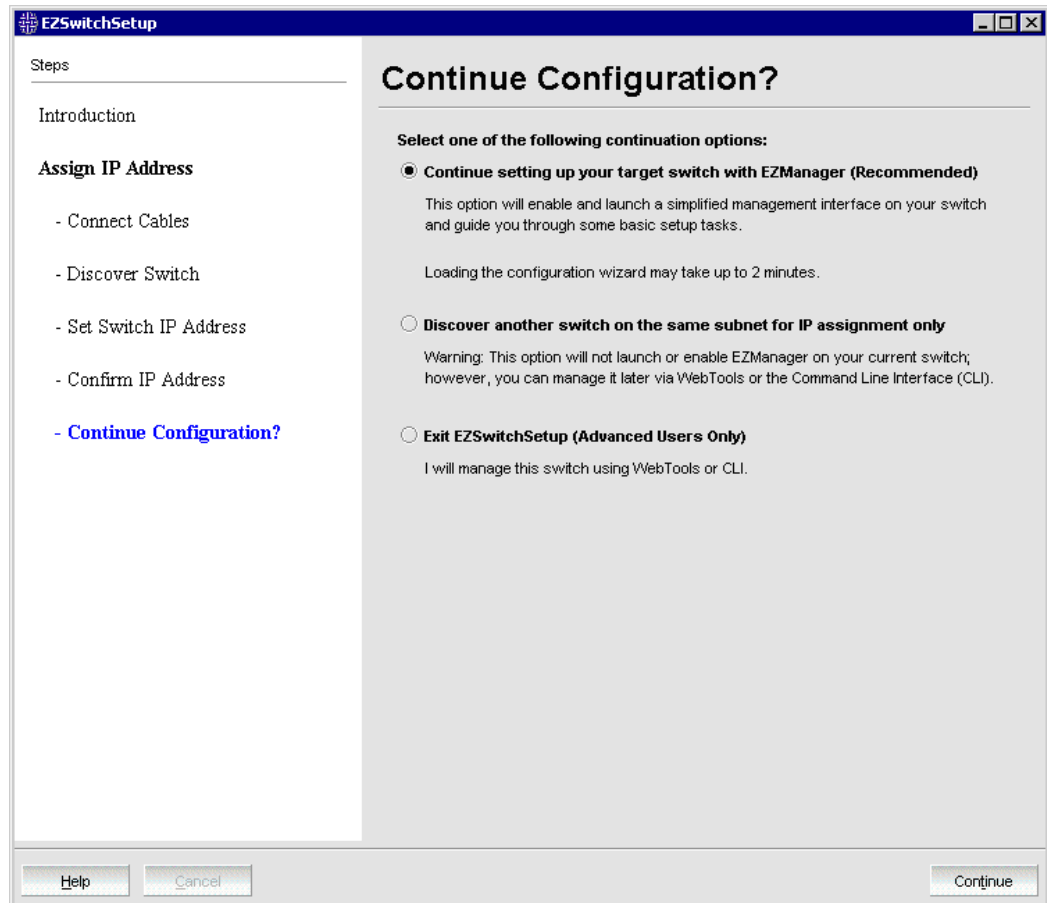 EZSwitchSetup
Steps
Introduction
Assign IP Address
- Connect Cables
- Discover Switch
- Set Switch IP Address
- Confirm IP Address
- Continue Configuration?
Continue Configuration?
Select one of the following continuation options:
Continue setting up your target switch with EZManager (Recommended)
This option will enable and launch a simplified management interface on your switch
and guide you through some basic setup tasks.
Loading the configuration wizard may take up to 2 minutes.
Discover another switch on the same subnet for IP assignment only
Warning: This option will not launch or enable EZManager on your current switch;
however, you can manage it later via WebTools or the Command Line Interface (CLI).
Exit EZSwitchSetup (Advanced Users Only)
I will manage this switch using WebTools or CLI.
Help
Cancel
Continue